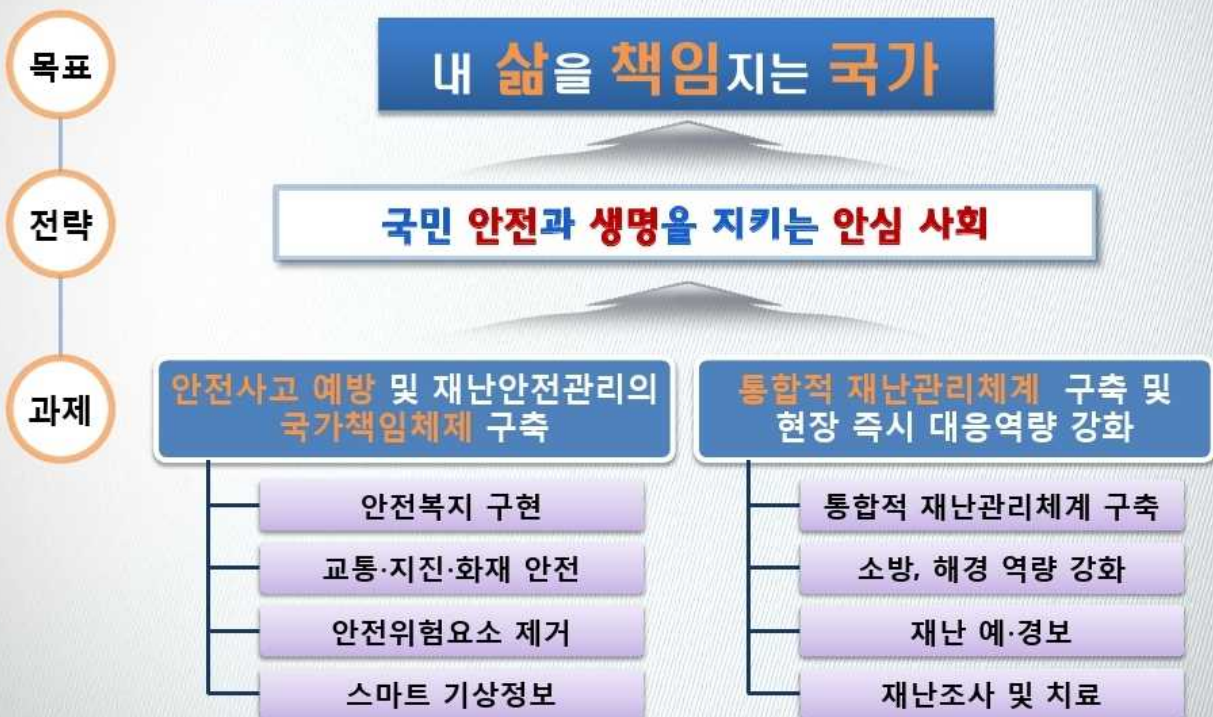 목표
내 삶을 책임지는 국가
전략
국민 안전과 생명을 지키는 안심 사회
과제
안전사고 예방 및 재난안전관리의
국가책임체제 구축
안전복지 구현
교통·지진·화재 안전
안전위험요소 제거
스마트 기상정보
통합적 재난관리체계 구축 및
현장 즉시 대응역량 강화
통합적 재난관리체계 구축
소방, 해경 역량 강화
재난 예·경보
재난조사 및 치료